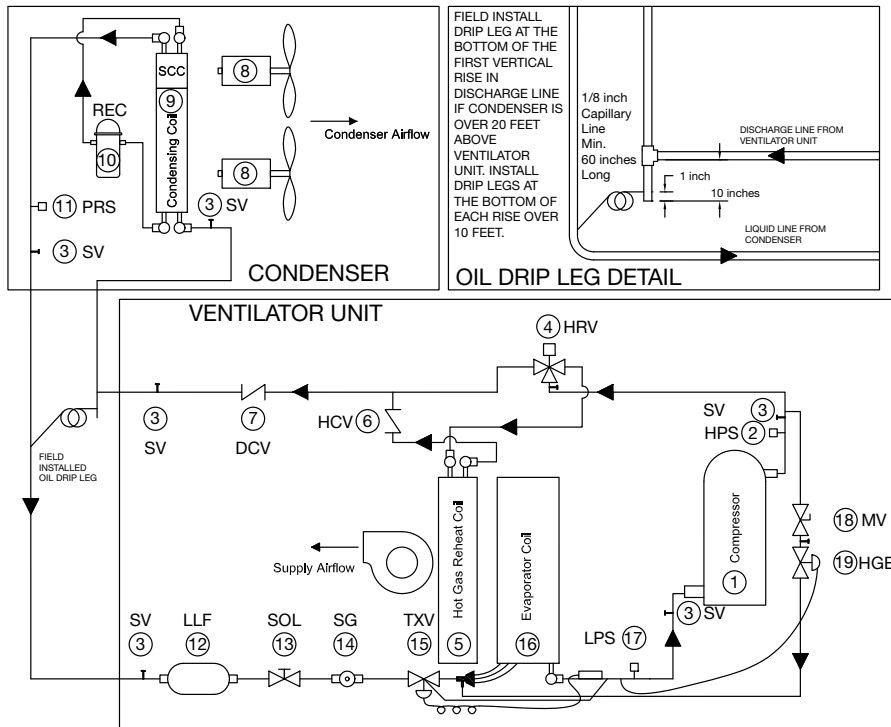 SCC
9
Condensing Coil
REC
10
8
8
Condenser Airflow
3 SV
11 PRS
3 SV
CONDENSER
FIELD INSTALL
DRIP LEG AT THE
BOTTOM OF THE
FIRST VERTICAL
RISE IN
DISCHARGE LINE
IF CONDENSER IS
OVER 20 FEET
ABOVE
VENTILATOR
UNIT. INSTALL
DRIP LEGS AT
THE BOTTOM OF
EACH RISE OVER
10 FEET.
1/8 inch
Capillary
Line
Min.
60 inches
Long
DISCHARGE LINE FROM
VENTILATOR UNIT
1 inch
10 inches
LIQUID LINE FROM
CONDENSER
OIL DRIP LEG DETAIL
VENTILATOR UNIT
4 HRV
3
SV
7
DCV
HCV 6
SV 3
HPS 2
FIELD
INSTALLED
OIL DRIP LEG
Supply Airflow
Hot Gas Reheat Coil
5
Evaporator Coil
16
Compressor
1
18 MV
19 HGB
3 SV
LPS 17
SV
3
LLF
12
SOL
13
SG
14
TXV
15